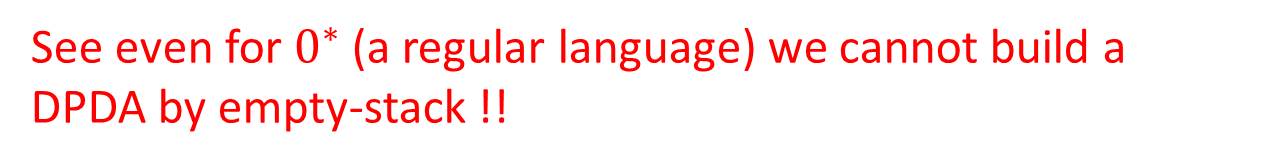 See even for 0* (a regular language) we cannot build a
DPDA by empty-stack !!